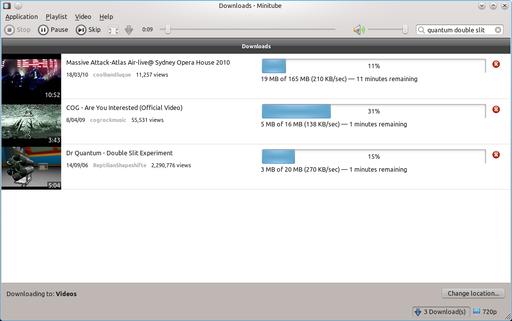 Downloads - Minitube
Application Playlist Video Help
Stop Pause Skip 0:09 quantum double slit
Downloads
Massive Attack-Atlas Air-live@ Sydney Opera House 2010
18/03/10 coolbandluque 11,257 views
10:52
11%
19 MB of 165 MB (210 KB/sec) — 11 minutes remaining
COG - Are You Interested (Official Video)
8/04/09 cogrockmusic 55,531 views
3:43
31%
5 MB of 16 MB (138 KB/sec) — 1 minutes remaining
Dr Quantum - Double Slit Experiment
14/09/06 ReptilianShapeshifte 2,290,776 views
5:04
15%
3 MB of 20 MB (270 KB/sec) — 1 minutes remaining
Downloading to: Videos
Change location...
3 Download(s) 720p